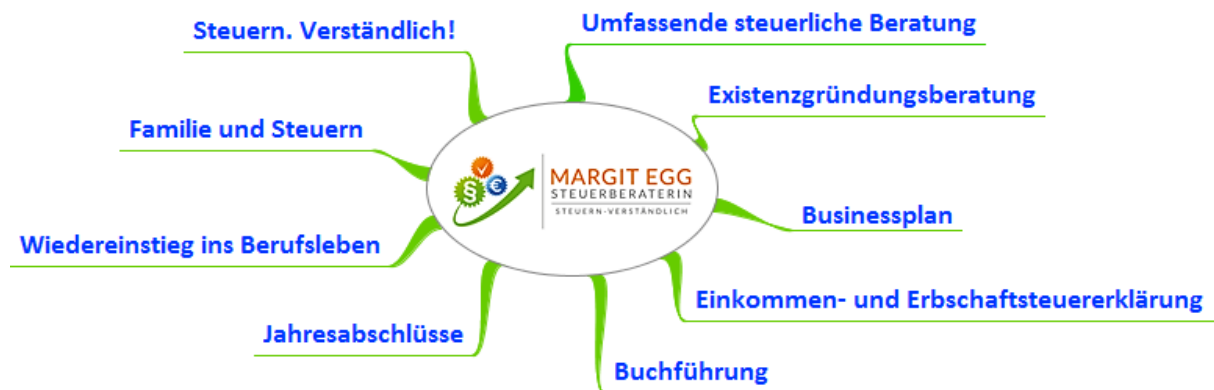 Steuern. Verständlich!
Umfassende steuerliche Beratung
Existenzgründungsberatung
Familie und Steuern
§
€
MARGIT EGG
STEUERBERATERIN
STEUERN-VERSTÄNDLICH
Businessplan
Wiedereinstieg ins Berufsleben
Einkommen- und Erbschaftsteuererklärung
Jahresabschlüsse
Buchführung